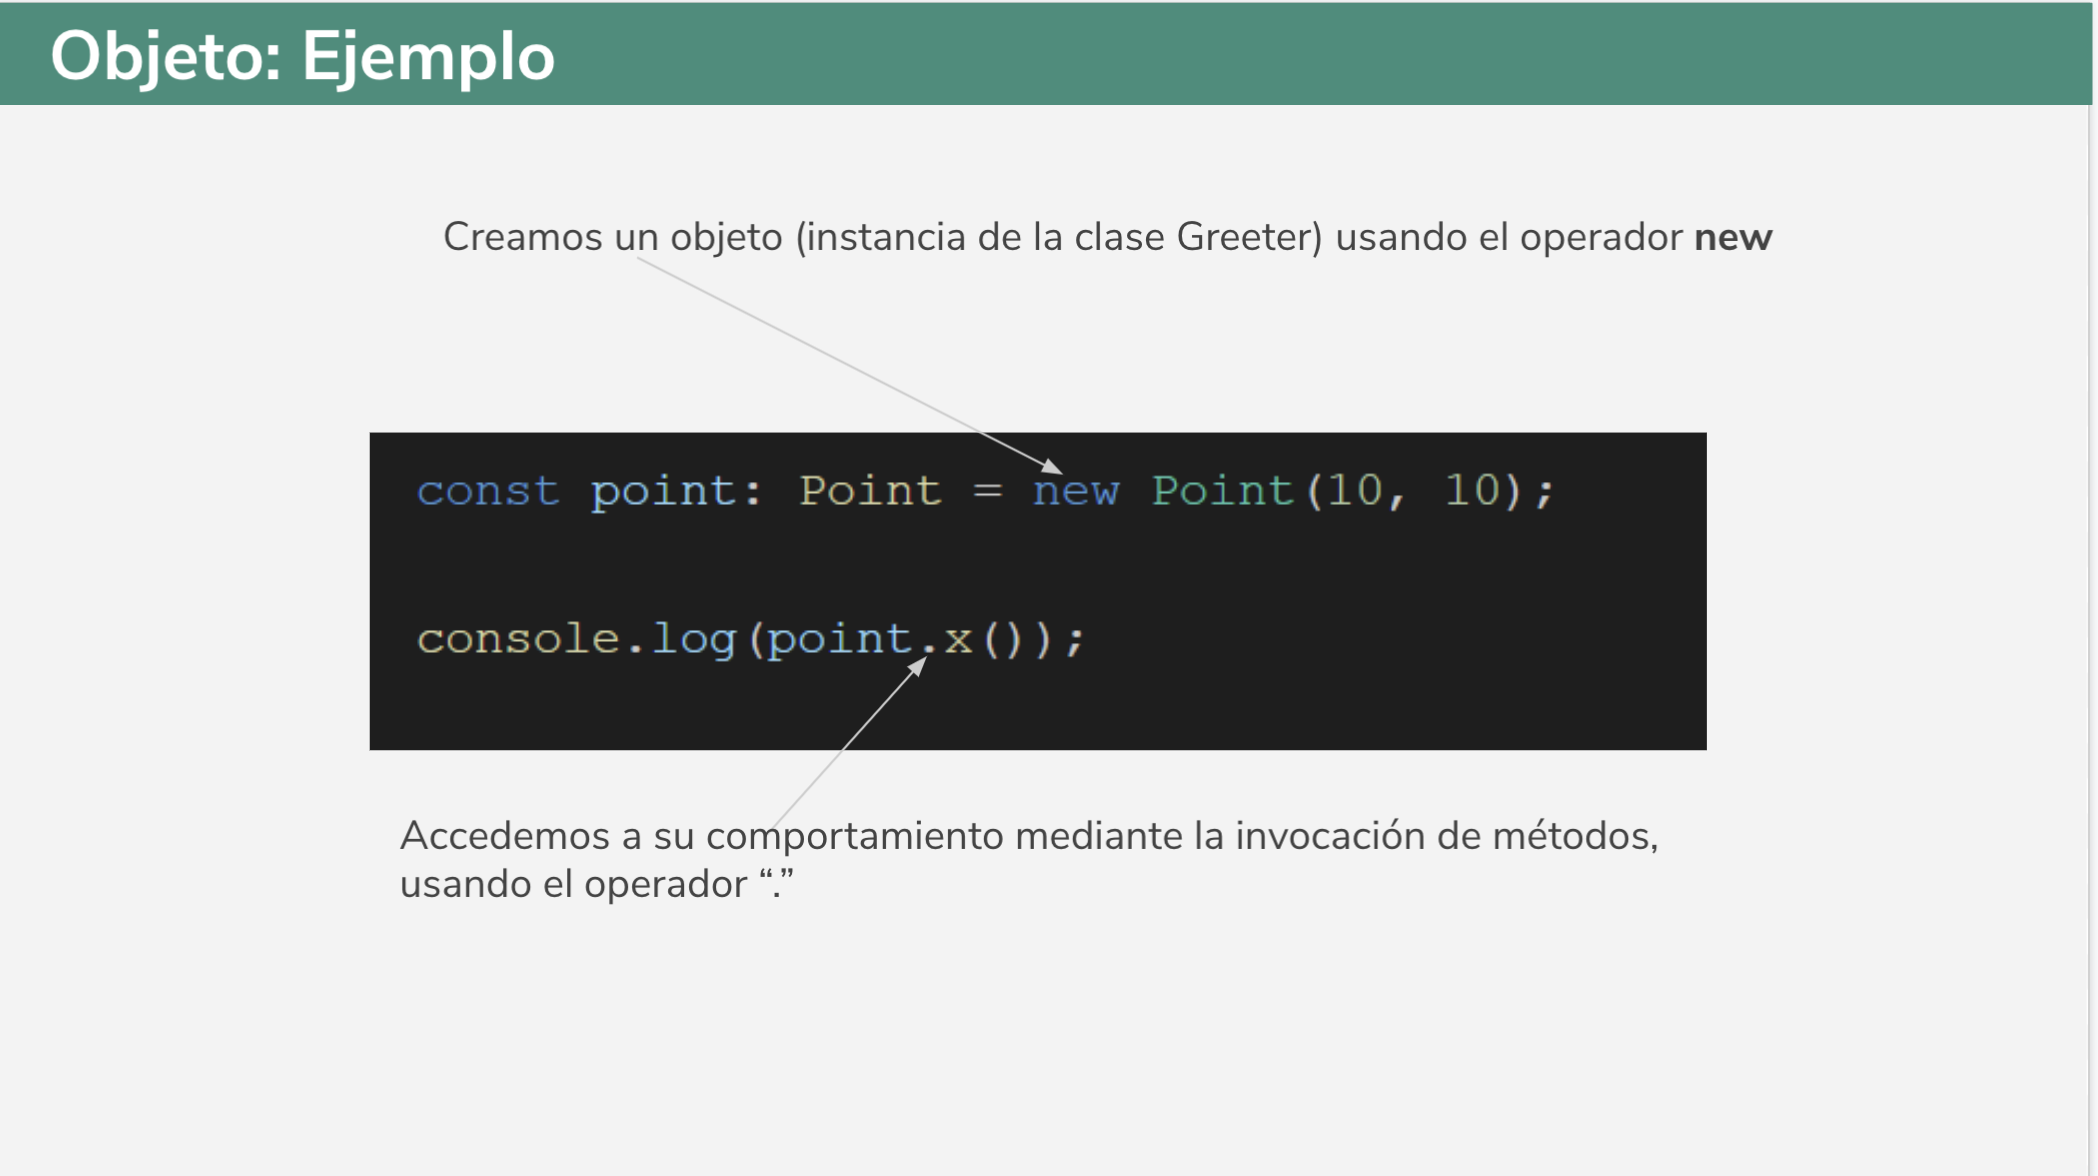 Objeto: Ejemplo
Creamos un objeto (instancia de la clase Greeter) usando el operador new
const point: Point = new Point(10, 10);
console.log(point.x());
Accedemos a su comportamiento mediante la invocación de métodos,
usando el operador “.”